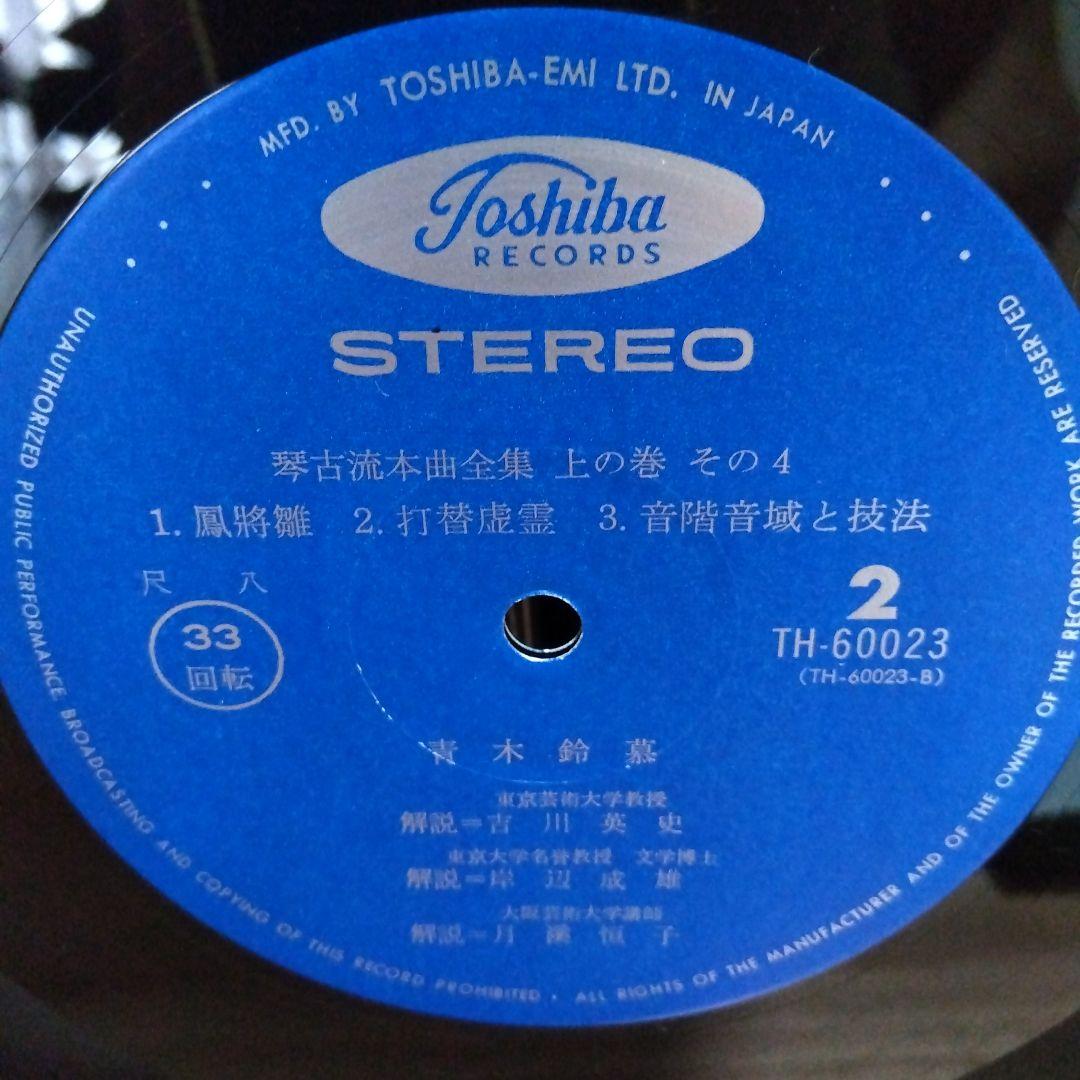 MFD. BY TOSHIBA-EMI LTD. IN JAPAN
Toshiba
RECORDS
STEREO
琴古流本曲全集 上の巻 その4
1. 鳳將雛 2. 打替虚霊 3. 音階音域と技法
尺八
33
回転
2
TH-60023
(TH-60023-B)
青木鈴慕
東京芸術大学教授
解説=吉川英史
東京大学名誉教授 文学博士
解説=岸辺成雄
大阪芸術大学講師
解説=月溪恒子
UNAUTHORIZED PUBLIC PERFORMANCE BROADCASTING AND COPYING OF THIS RECORD PROHIBITED · ALL RIGHTS OF THE MANUFACTURER AND OF THE OWNER OF THE RECORDED WORK ARE RESERVED